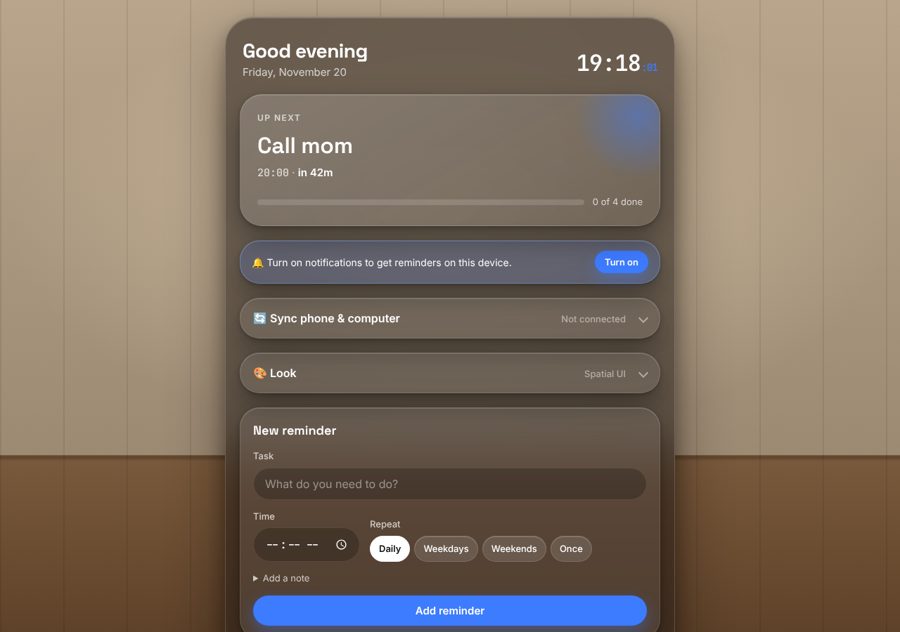 Good evening
Friday, November 20
19:18:01
UP NEXT
Call mom
20:00 · in 42m
0 of 4 done
🔔 Turn on notifications to get reminders on this device.
Turn on
🔄 Sync phone & computer
Not connected
🎨 Look
Spatial UI
New reminder
Task
What do you need to do?
Time
--:-- --
Repeat
Daily
Weekdays
Weekends
Once
Add a note
Add reminder